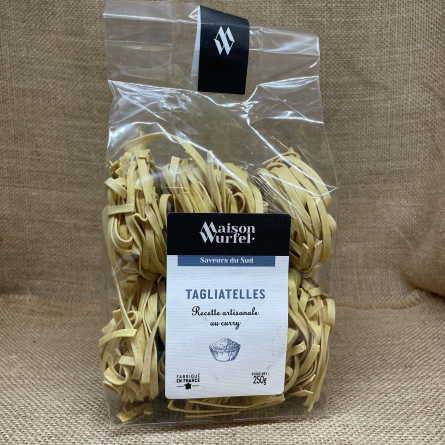 Maison
Wurfel
Saveurs du Sud
TAGLIATELLES
Recette artisanale
au curry
FABRIQUÉ
EN FRANCE
POIDS NET :
250g